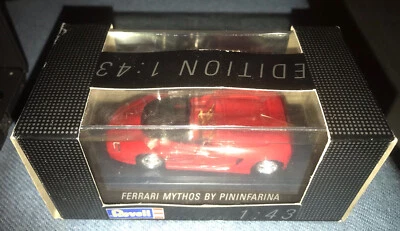 EDITION 1:43
FERRARI MYTHOS BY PININFARINA
Revell
1:43